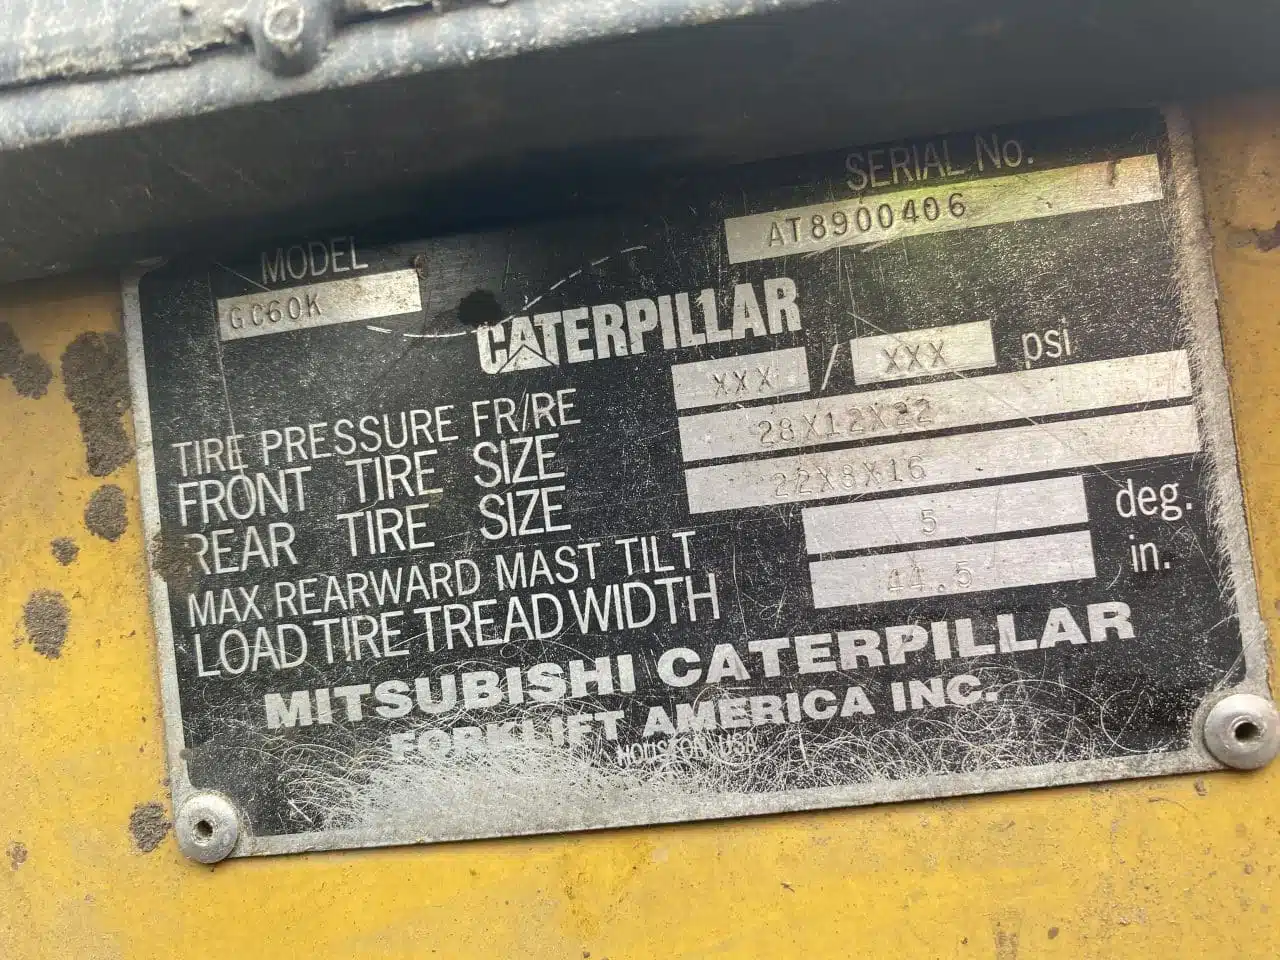 SERIAL No.
AT8900406
MODEL
GC60K
CATERPILLAR
TIRE PRESSURE FR/RE XXX / XXX psi
FRONT TIRE SIZE 28X12X22
REAR TIRE SIZE 22X8X16
MAX. REARWARD MAST TILT 5 deg.
LOAD TIRE TREAD WIDTH 44.5 in.
MITSUBISHI CATERPILLAR
FORKLIFT AMERICA INC.
HOUSTON, USA